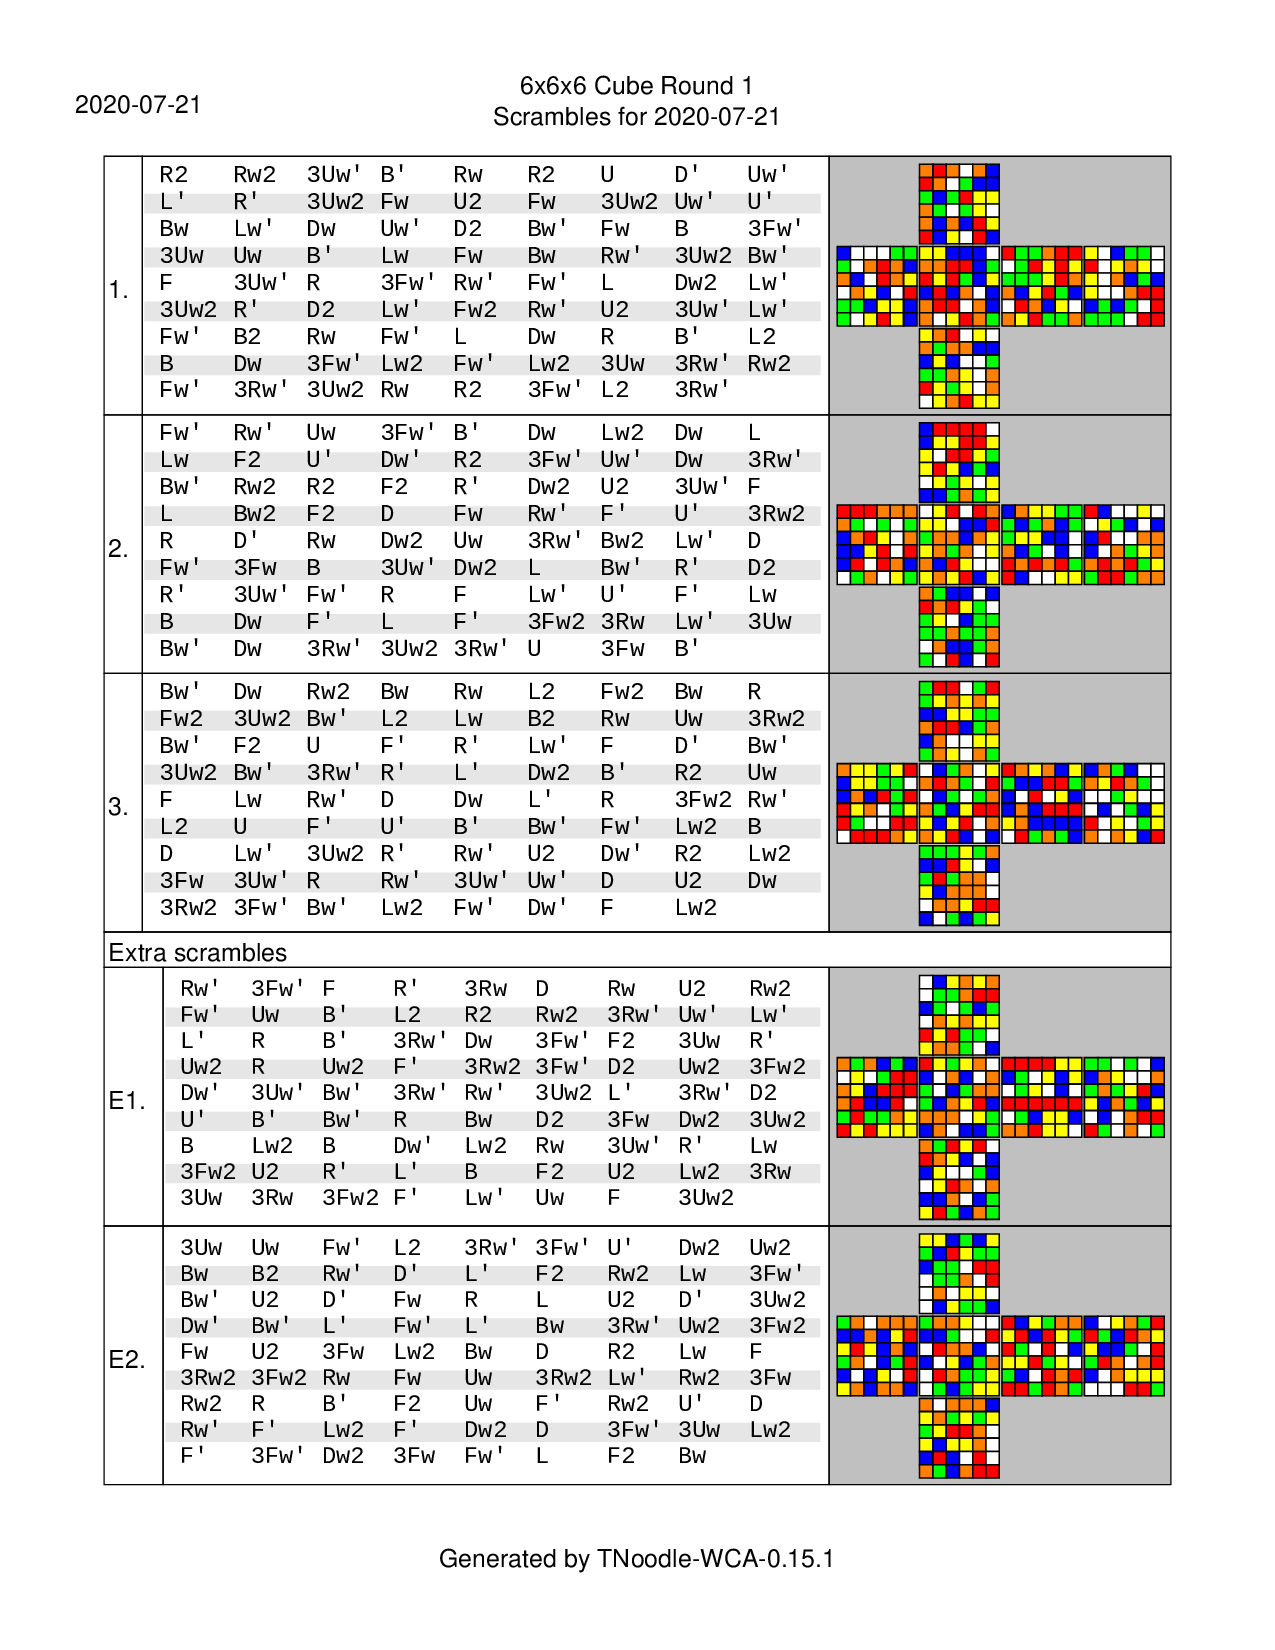 6x6x6 Cube Round 1
2020-07-21
Scrambles for 2020-07-21
1.
R2 Rw2 3Uw' B' Rw R2 U D' Uw'
L' R' 3Uw2 Fw U2 Fw 3Uw2 Uw' U'
Bw Lw' Dw Uw' D2 Bw' Fw B 3Fw'
3Uw Uw B' Lw Fw Bw Rw' 3Uw2 Bw'
F 3Uw' R 3Fw' Rw' Fw' L Dw2 Lw'
3Uw2 R' D2 Lw' Fw2 Rw' U2 3Uw' Lw'
Fw' B2 Rw Fw' L Dw R B' L2
B Dw 3Fw' Lw2 Fw' Lw2 3Uw 3Rw' Rw2
Fw' 3Rw' 3Uw2 Rw R2 3Fw' L2 3Rw'
2.
Fw' Rw' Uw 3Fw' B' Dw Lw2 Dw L
Lw F2 U' Dw' R2 3Fw' Uw' Dw 3Rw'
Bw' Rw2 R2 F2 R' Dw2 U2 3Uw' F
L Bw2 F2 D Fw Rw' F' U' 3Rw2
R D' Rw Dw2 Uw 3Rw' Bw2 Lw' D
Fw' 3Fw B 3Uw' Dw2 L Bw' R' D2
R' 3Uw' Fw' R F Lw' U' F' Lw
B Dw F' L F' 3Fw2 3Rw Lw' 3Uw
Bw' Dw 3Rw' 3Uw2 3Rw' U 3Fw B'
3.
Bw' Dw Rw2 Bw Rw L2 Fw2 Bw R
Fw2 3Uw2 Bw' L2 Lw B2 Rw Uw 3Rw2
Bw' F2 U F' R' Lw' F D' Bw'
3Uw2 Bw' 3Rw' R' L' Dw2 B' R2 Uw
F Lw Rw' D Dw L' R 3Fw2 Rw'
L2 U F' U' B' Bw' Fw' Lw2 B
D Lw' 3Uw2 R' Rw' U2 Dw' R2 Lw2
3Fw 3Uw' R Rw' 3Uw' Uw' D U2 Dw
3Rw2 3Fw' Bw' Lw2 Fw' Dw' F Lw2
Extra scrambles
E1.
Rw' 3Fw' F R' 3Rw D Rw U2 Rw2
Fw' Uw B' L2 R2 Rw2 3Rw' Uw' Lw'
L' R B' 3Rw' Dw 3Fw' F2 3Uw R'
Uw2 R Uw2 F' 3Rw2 3Fw' D2 Uw2 3Fw2
Dw' 3Uw' Bw' 3Rw' Rw' 3Uw2 L' 3Rw' D2
U' B' Bw' R Bw D2 3Fw Dw2 3Uw2
B Lw2 B Dw' Lw2 Rw 3Uw' R' Lw
3Fw2 U2 R' L' B F2 U2 Lw2 3Rw
3Uw 3Rw 3Fw2 F' Lw' Uw F 3Uw2
E2.
3Uw Uw Fw' L2 3Rw' 3Fw' U' Dw2 Uw2
Bw B2 Rw' D' L' F2 Rw2 Lw 3Fw'
Bw' U2 D' Fw R L U2 D' 3Uw2
Dw' Bw' L' Fw' L' Bw 3Rw' Uw2 3Fw2
Fw U2 3Fw Lw2 Bw D R2 Lw F
3Rw2 3Fw2 Rw Fw Uw 3Rw2 Lw' Rw2 3Fw
Rw2 R B' F2 Uw F' Rw2 U' D
Rw' F' Lw2 F' Dw2 D 3Fw' 3Uw Lw2
F' 3Fw' Dw2 3Fw Fw' L F2 Bw
Generated by TNoodle-WCA-0.15.1